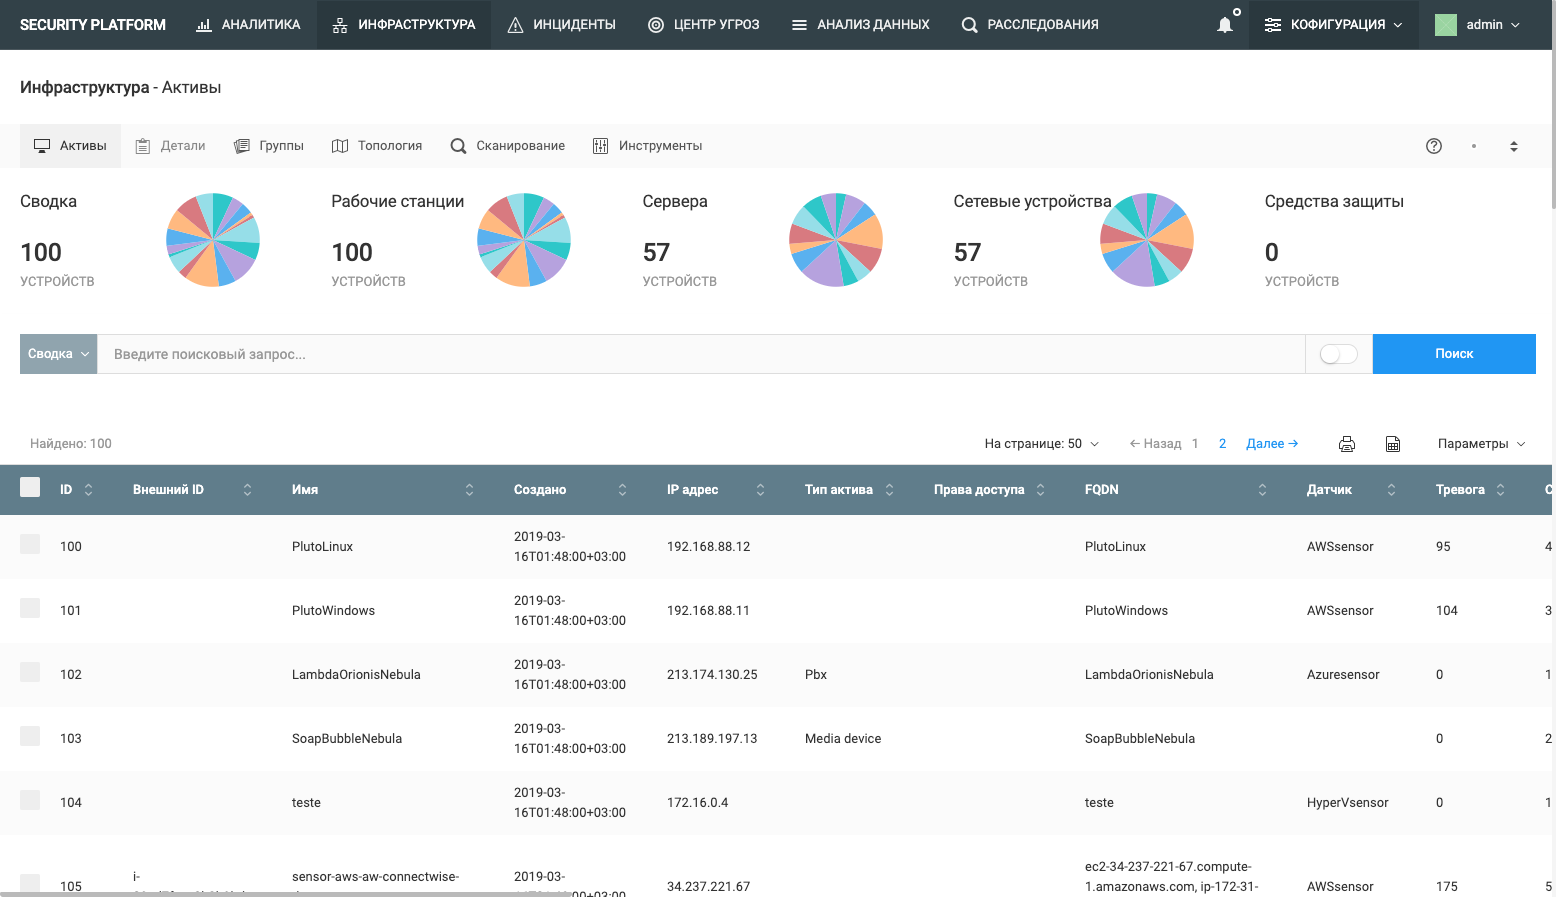 SECURITY PLATFORM АНАЛИТИКА ИНФРАСТРУКТУРА ИНЦИДЕНТЫ ЦЕНТР УГРОЗ АНАЛИЗ ДАННЫХ РАССЛЕДОВАНИЯ КОФИГУРАЦИЯ admin
Инфраструктура - Активы
Активы Детали Группы Топология Сканирование Инструменты
Сводка Рабочие станции Сервера Сетевые устройства Средства защиты
100 100 57 57 0
УСТРОЙСТВ УСТРОЙСТВ УСТРОЙСТВ УСТРОЙСТВ УСТРОЙСТВ
Сводка Введите поисковый запрос... Поиск
Найдено: 100 На странице: 50 ← Назад 1 2 Далее → Параметры
ID Внешний ID Имя Создано IP адрес Тип актива Права доступа FQDN Датчик Тревога С
100 PlutoLinux 2019-03-16T01:48:00+03:00 192.168.88.12 PlutoLinux AWSsensor 95 4
101 PlutoWindows 2019-03-16T01:48:00+03:00 192.168.88.11 PlutoWindows AWSsensor 104 3
102 LambdaOrionisNebula 2019-03-16T01:48:00+03:00 213.174.130.25 Pbx LambdaOrionisNebula Azuresensor 0 1
103 SoapBubbleNebula 2019-03-16T01:48:00+03:00 213.189.197.13 Media device SoapBubbleNebula 0 2
104 teste 2019-03-16T01:48:00+03:00 172.16.0.4 teste HyperVsensor 0 1
105 i- sensor-aws-aw-connectwise- 2019-03- 34.237.221.67 ec2-34-237-221-67.compute-1.amazonaws.com, ip-172-31- AWSsensor 175 5